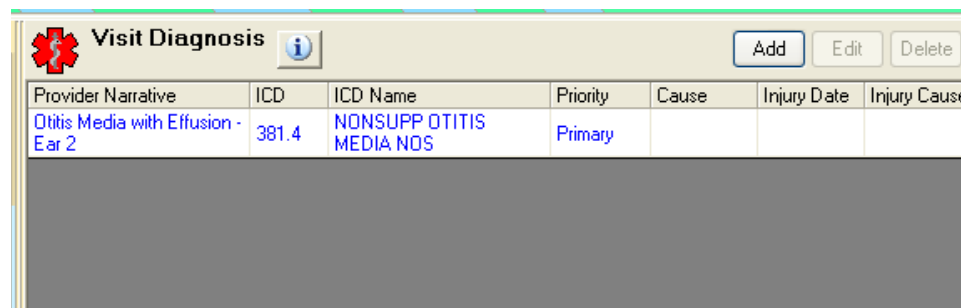 Visit Diagnosis
Add Edit Delete
Provider Narrative ICD ICD Name Priority Cause Injury Date Injury Cause
Otitis Media with Effusion - 381.4 NONSUPP OTITIS Primary
Ear 2 MEDIA NOS